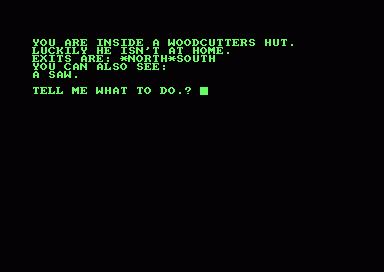 YOU ARE INSIDE A WOODCUTTERS HUT.
LUCKILY HE ISN'T AT HOME.
EXITS ARE: *NORTH*SOUTH
YOU CAN ALSO SEE:
A SAW.
TELL ME WHAT TO DO.?